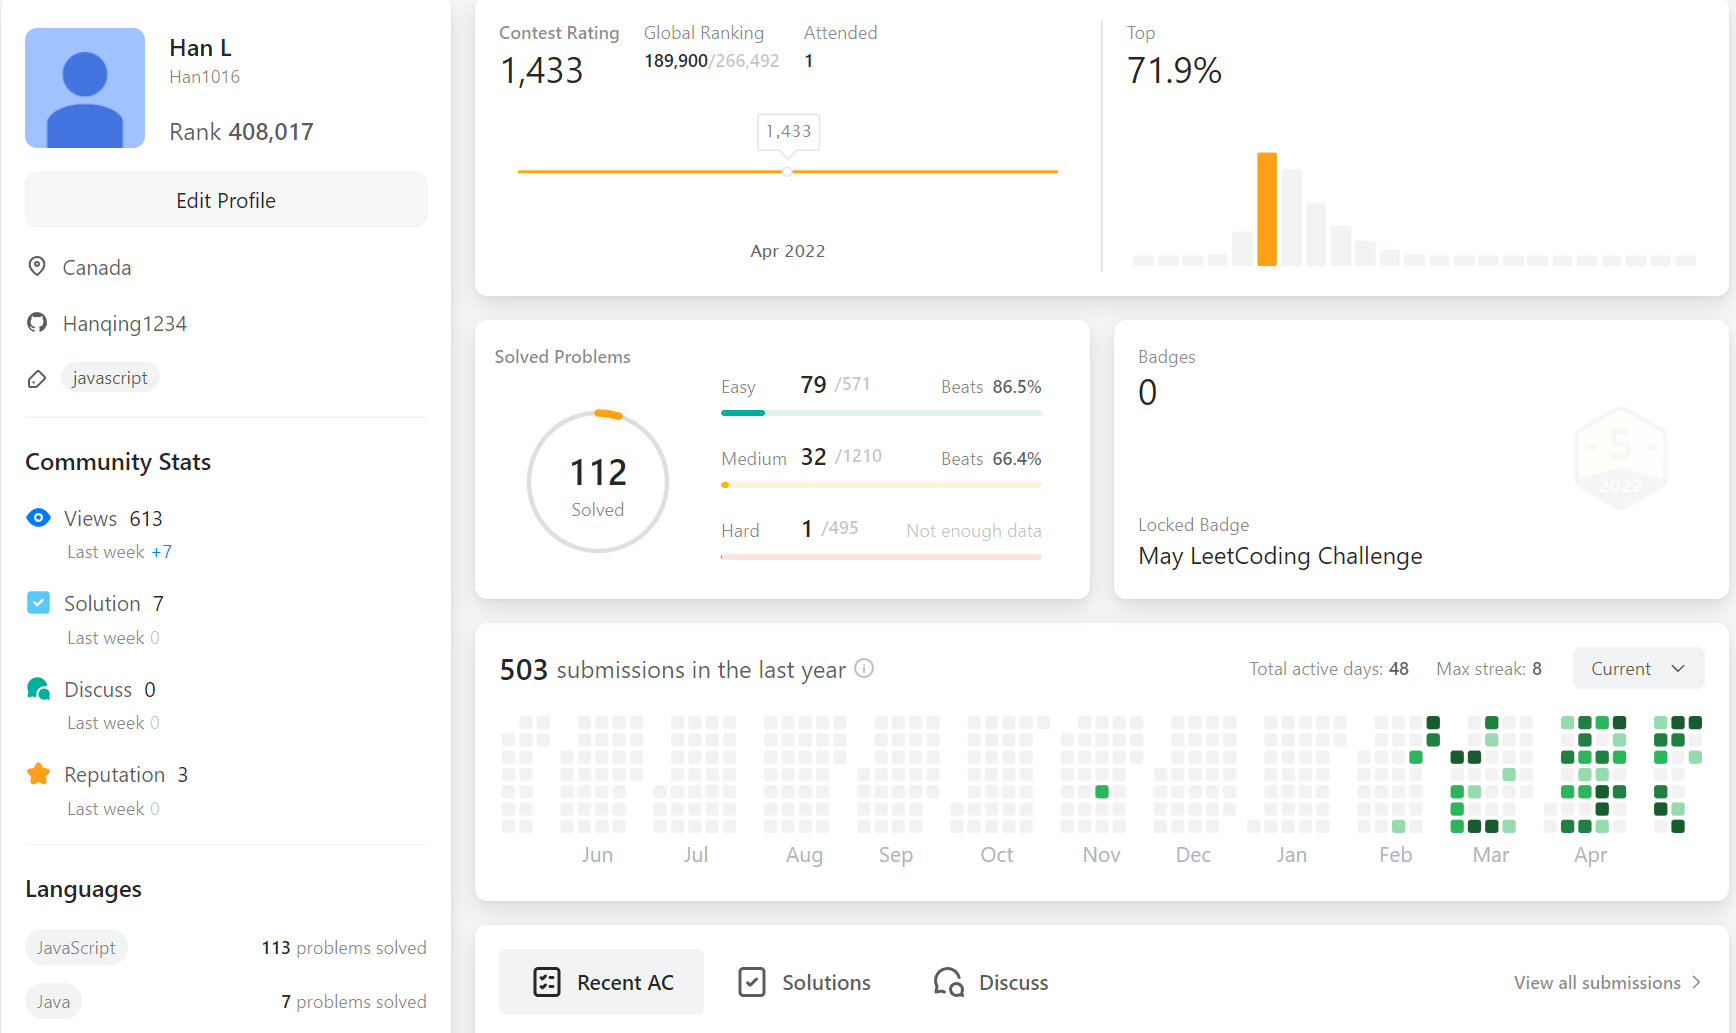 Han L
Han1016
Rank 408,017
Edit Profile
Canada
Hanqing1234
javascript
Community Stats
Views 613
Last week +7
Solution 7
Last week 0
Discuss 0
Last week 0
Reputation 3
Last week 0
Languages
JavaScript 113 problems solved
Java 7 problems solved
Contest Rating
1,433
Global Ranking
189,900/266,492
Attended
1
1,433
Apr 2022
Top
71.9%
Solved Problems
112
Solved
Easy 79 /571 Beats 86.5%
Medium 32 /1210 Beats 66.4%
Hard 1 /495 Not enough data
Badges
0
5
2022
Locked Badge
May LeetCoding Challenge
503 submissions in the last year
Total active days: 48 Max streak: 8 Current
Jun Jul Aug Sep Oct Nov Dec Jan Feb Mar Apr
Recent AC Solutions Discuss View all submissions